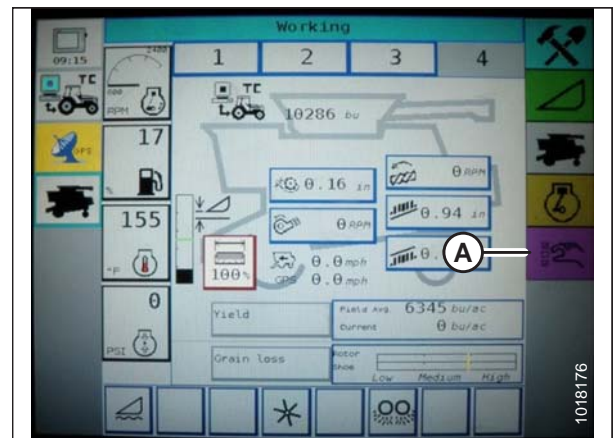 Working
09:15
1 2 3 4
2400
RPM
TC
TC
10286 bu
GPS
17
%
0.16 in
0 RPM
0 RPM
0.94 in
0.
A
155
°F
100%
0.0 mph
GPS 0.0 mph
0
PSI
Yield
Field Avg. 6345 bu/ac
Current 0 bu/ac
Grain loss
Rotor
Shoe
Low Medium High
1018176